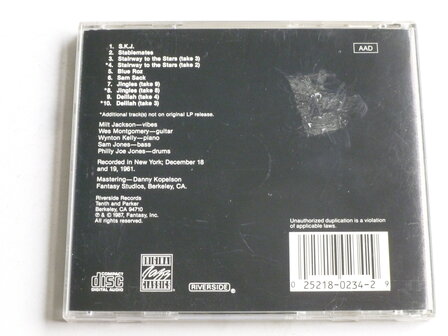 AAD
1. S.K.J.
2. Stablemates
3. Stairway to the Stars (take 3)
*4. Stairway to the Stars (take 2)
5. Blue Roz
6. Sam Sack
7. Jingles (take 9)
*8. Jingles (take 8)
9. Delilah (take 4)
*10. Delilah (take 3)
*Additional track(s) not on original LP release.
Milt Jackson—vibes
Wes Montgomery—guitar
Wynton Kelly—piano
Sam Jones—bass
Philly Joe Jones—drums
Recorded in New York; December 18
and 19, 1961.
Mastering—Danny Kopelson
Fantasy Studios, Berkeley, CA.
Riverside Records
Tenth and Parker
Berkeley, CA 94710
℗ & © 1987, Fantasy, Inc.
All rights reserved.
Unauthorized duplication is a violation
of applicable laws.
COMPACT
disc
DIGITAL AUDIO
ORIGINAL
Jazz
CLASSICS
RIVERSIDE ®
0 25218-0234-2 9